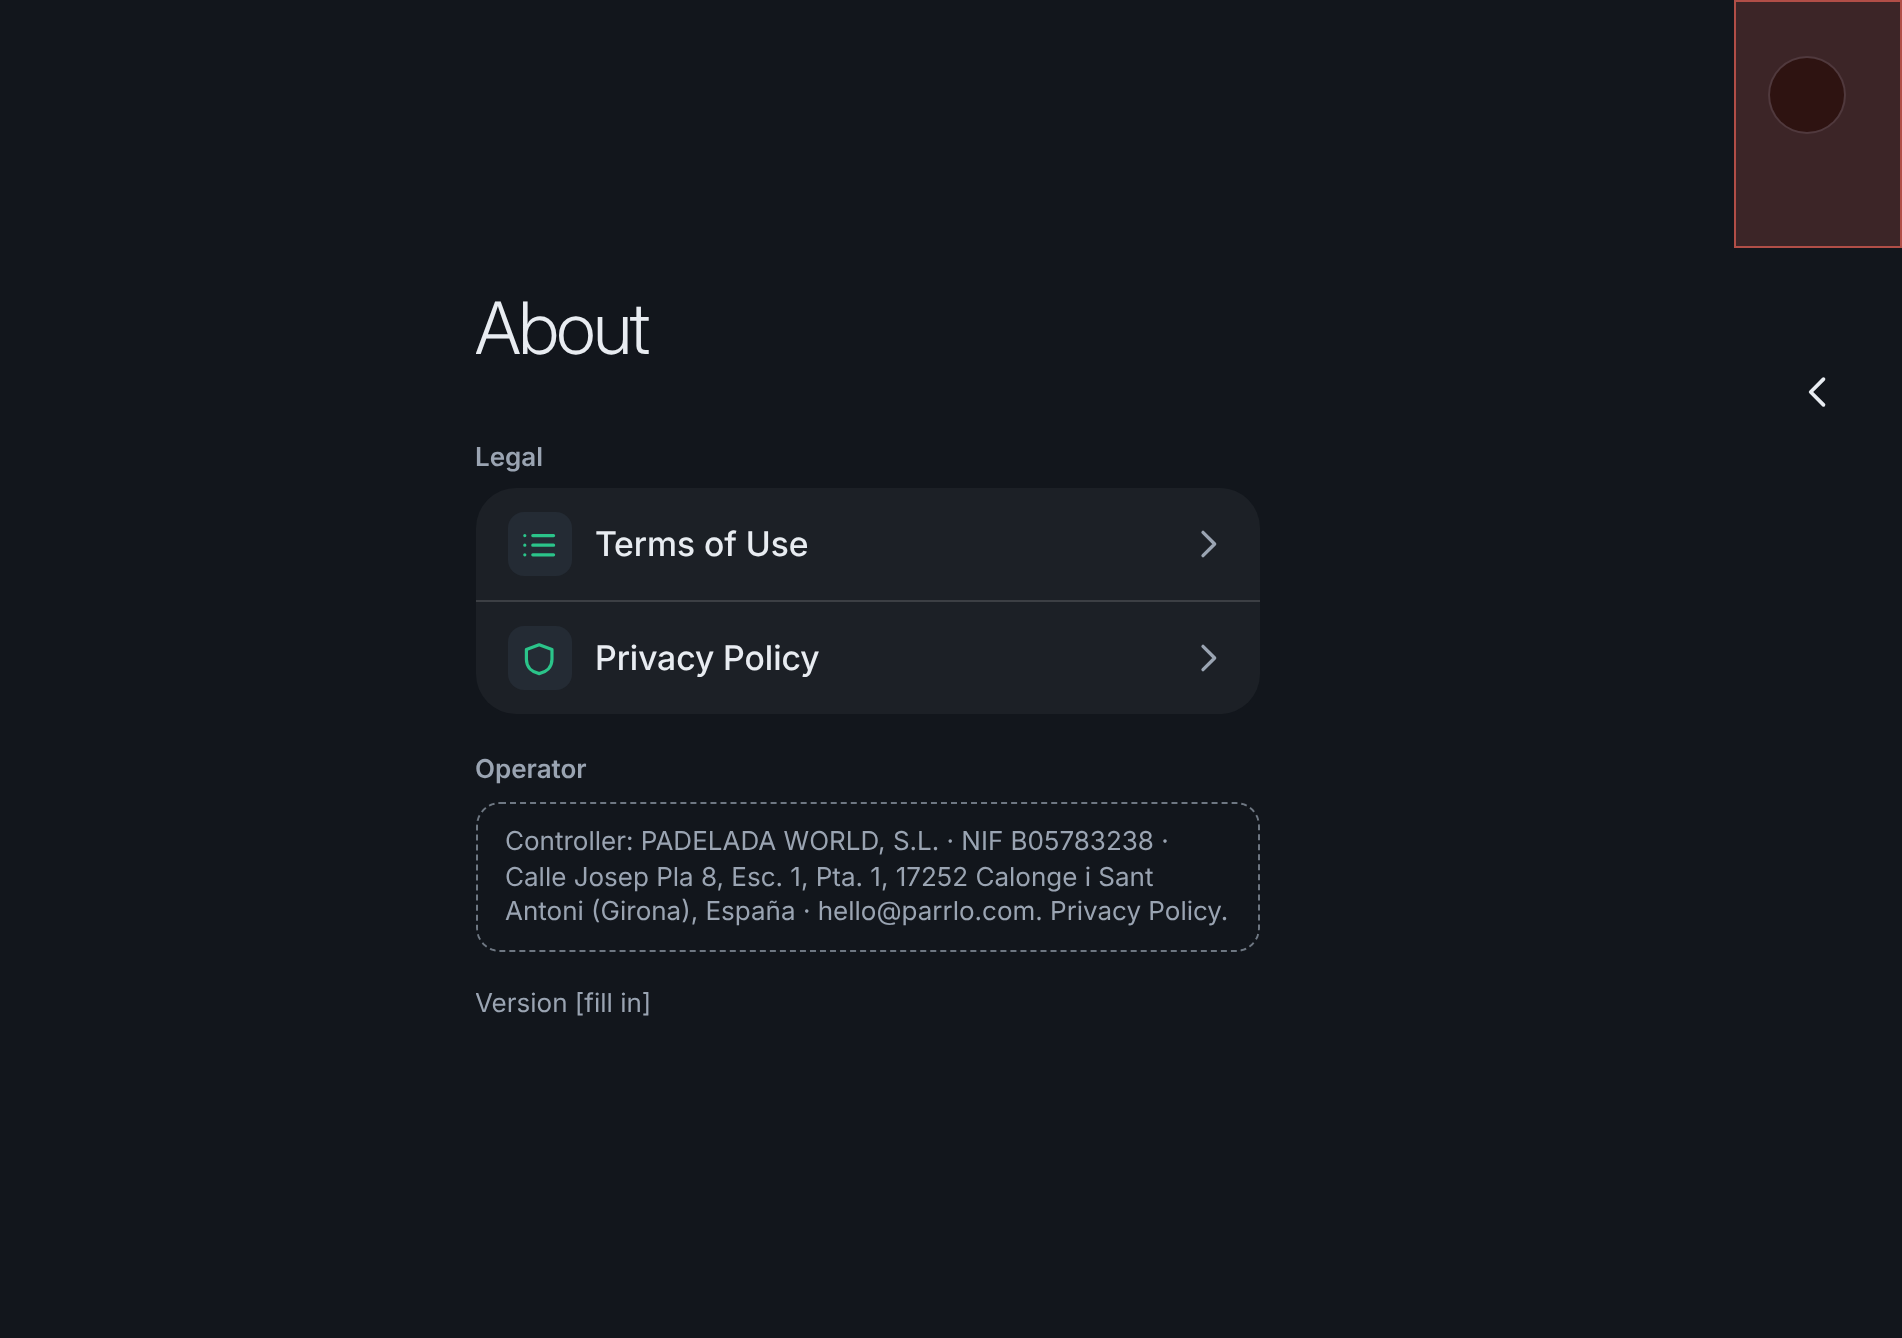 About
Legal
Terms of Use
Privacy Policy
Operator
Controller: PADELADA WORLD, S.L. · NIF B05783238 ·
Calle Josep Pla 8, Esc. 1, Pta. 1, 17252 Calonge i Sant
Antoni (Girona), España · hello@parrlo.com. Privacy Policy.
Version [fill in]